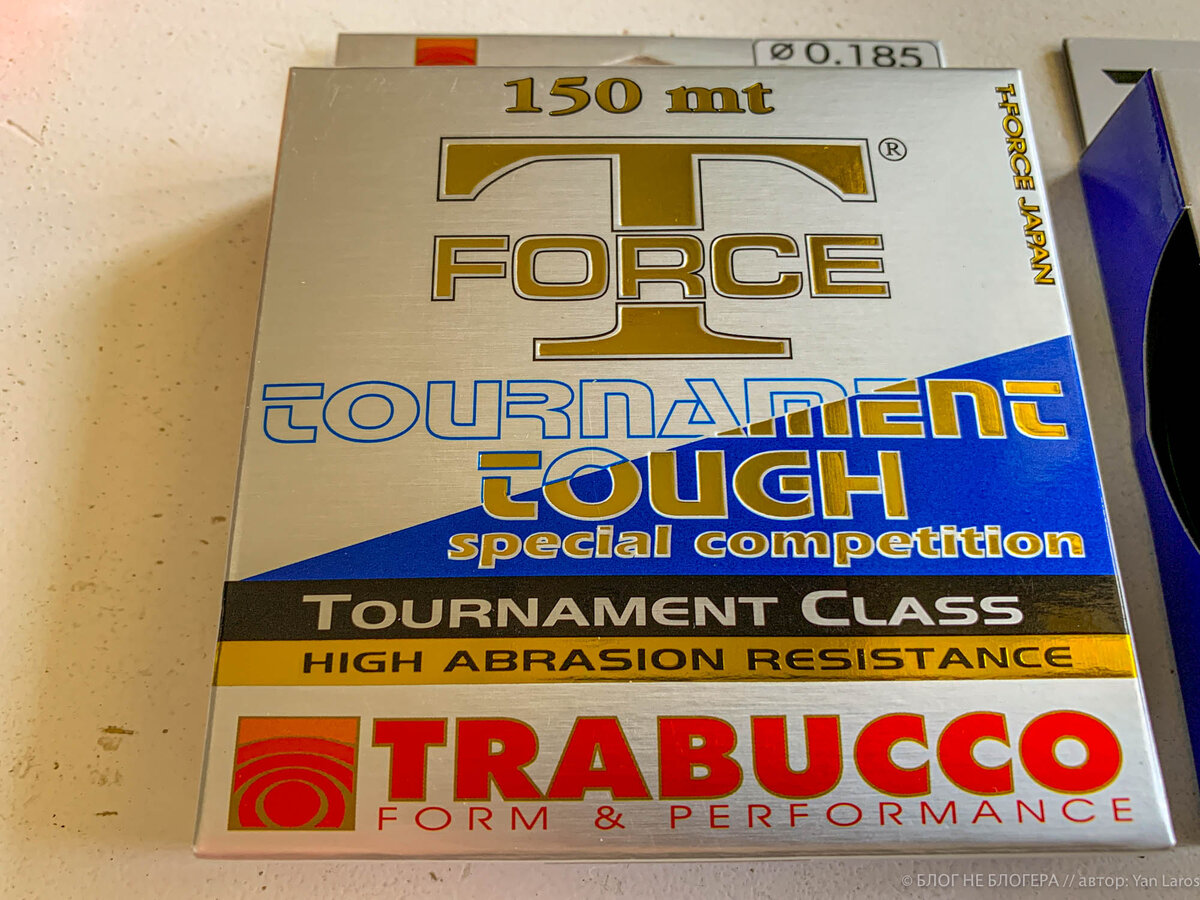 ø 0.185
150 mt
T ®
FORCE
T-FORCE JAPAN
TOURNAMENT
TOUGH
special competition
TOURNAMENT CLASS
HIGH ABRASION RESISTANCE
TRABUCCO
FORM & PERFORMANCE
© БЛОГ НЕ БЛОГЕРА // автор: Yan Laros